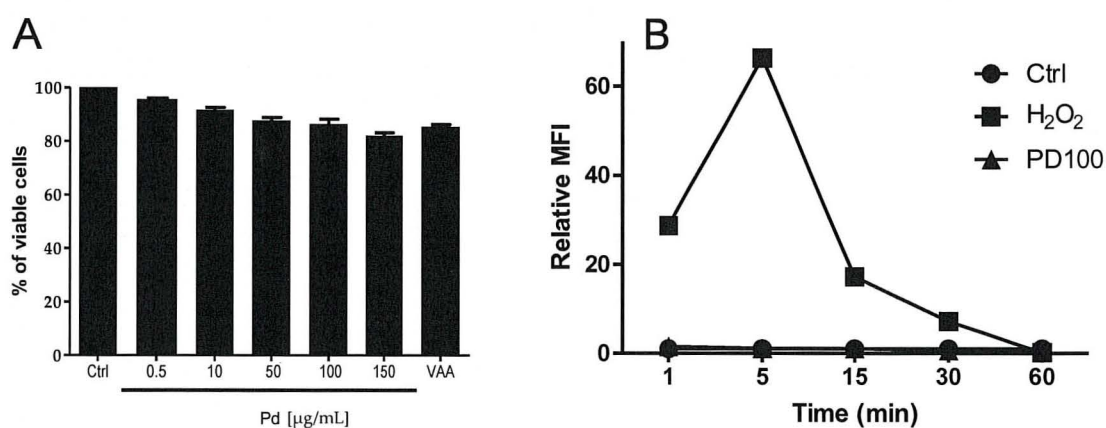 A
% of viable cells
100
80
60
40
20
0
Ctrl 0.5 10 50 100 150 VAA
Pd [µg/mL]
B
Relative MFI
60
40
20
0
1 5 15 30 60
Time (min)
Ctrl
H₂O₂
PD100